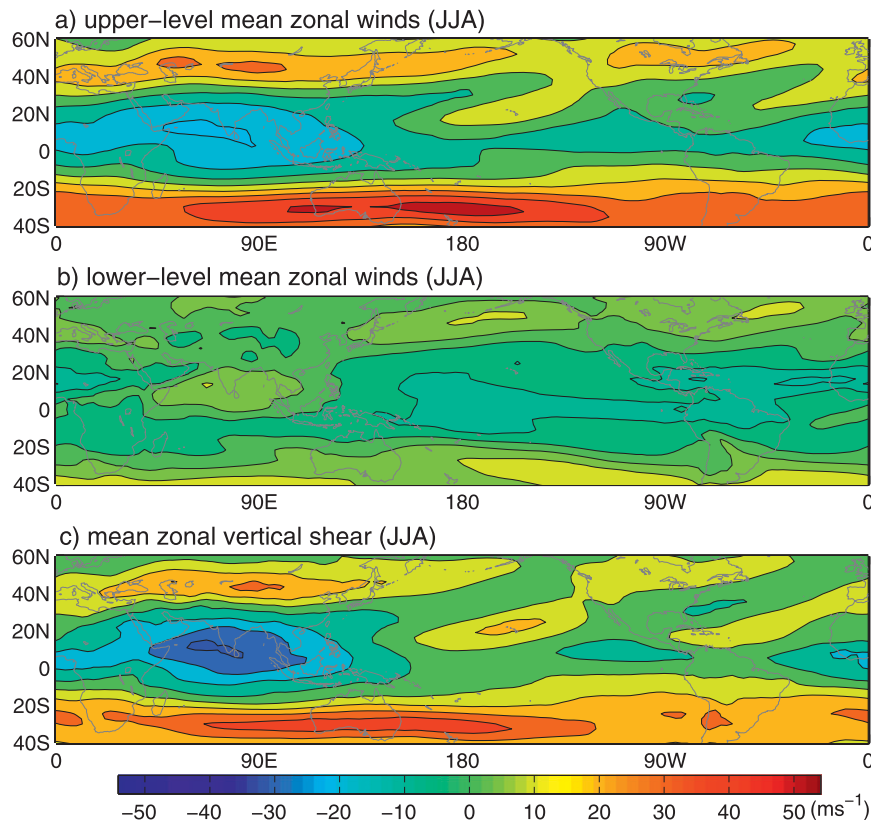 a) upper−level mean zonal winds (JJA)
60N
40N
20N
0
20S
40S
0 90E 180 90W 0
b) lower−level mean zonal winds (JJA)
60N
40N
20N
0
20S
40S
0 90E 180 90W 0
c) mean zonal vertical shear (JJA)
60N
40N
20N
0
20S
40S
0 90E 180 90W 0
−50 −40 −30 −20 −10 0 10 20 30 40 50 (ms⁻¹)